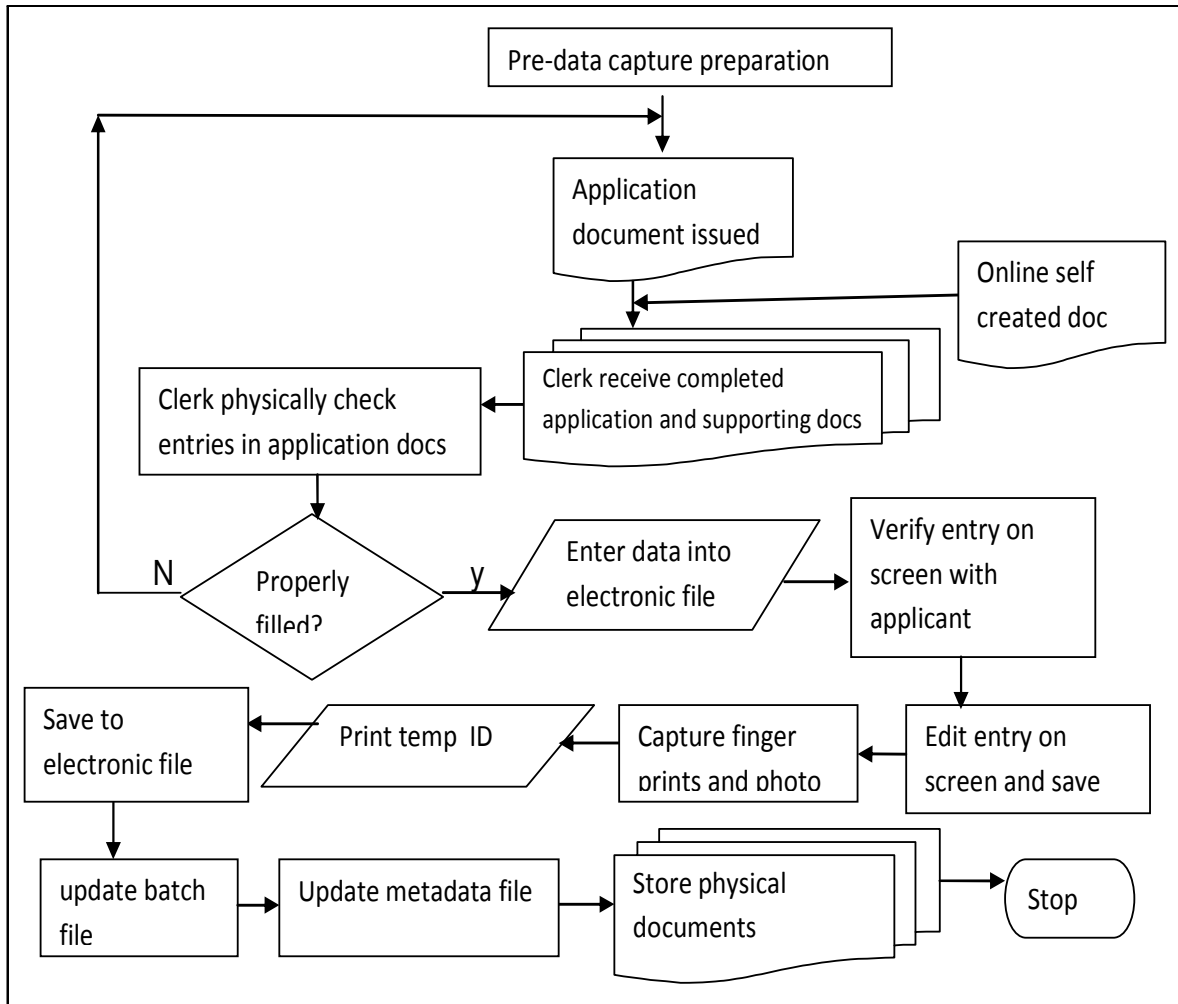 Pre-data capture preparation
Application
document issued
Online self
created doc
Clerk receive completed
application and supporting docs
Clerk physically check
entries in application docs
N
Properly
filled?
y
Enter data into
electronic file
Verify entry on
screen with
applicant
Save to
electronic file
Print temp ID
Capture finger
prints and photo
Edit entry on
screen and save
update batch
file
Update metadata file
Store physical
documents
Stop